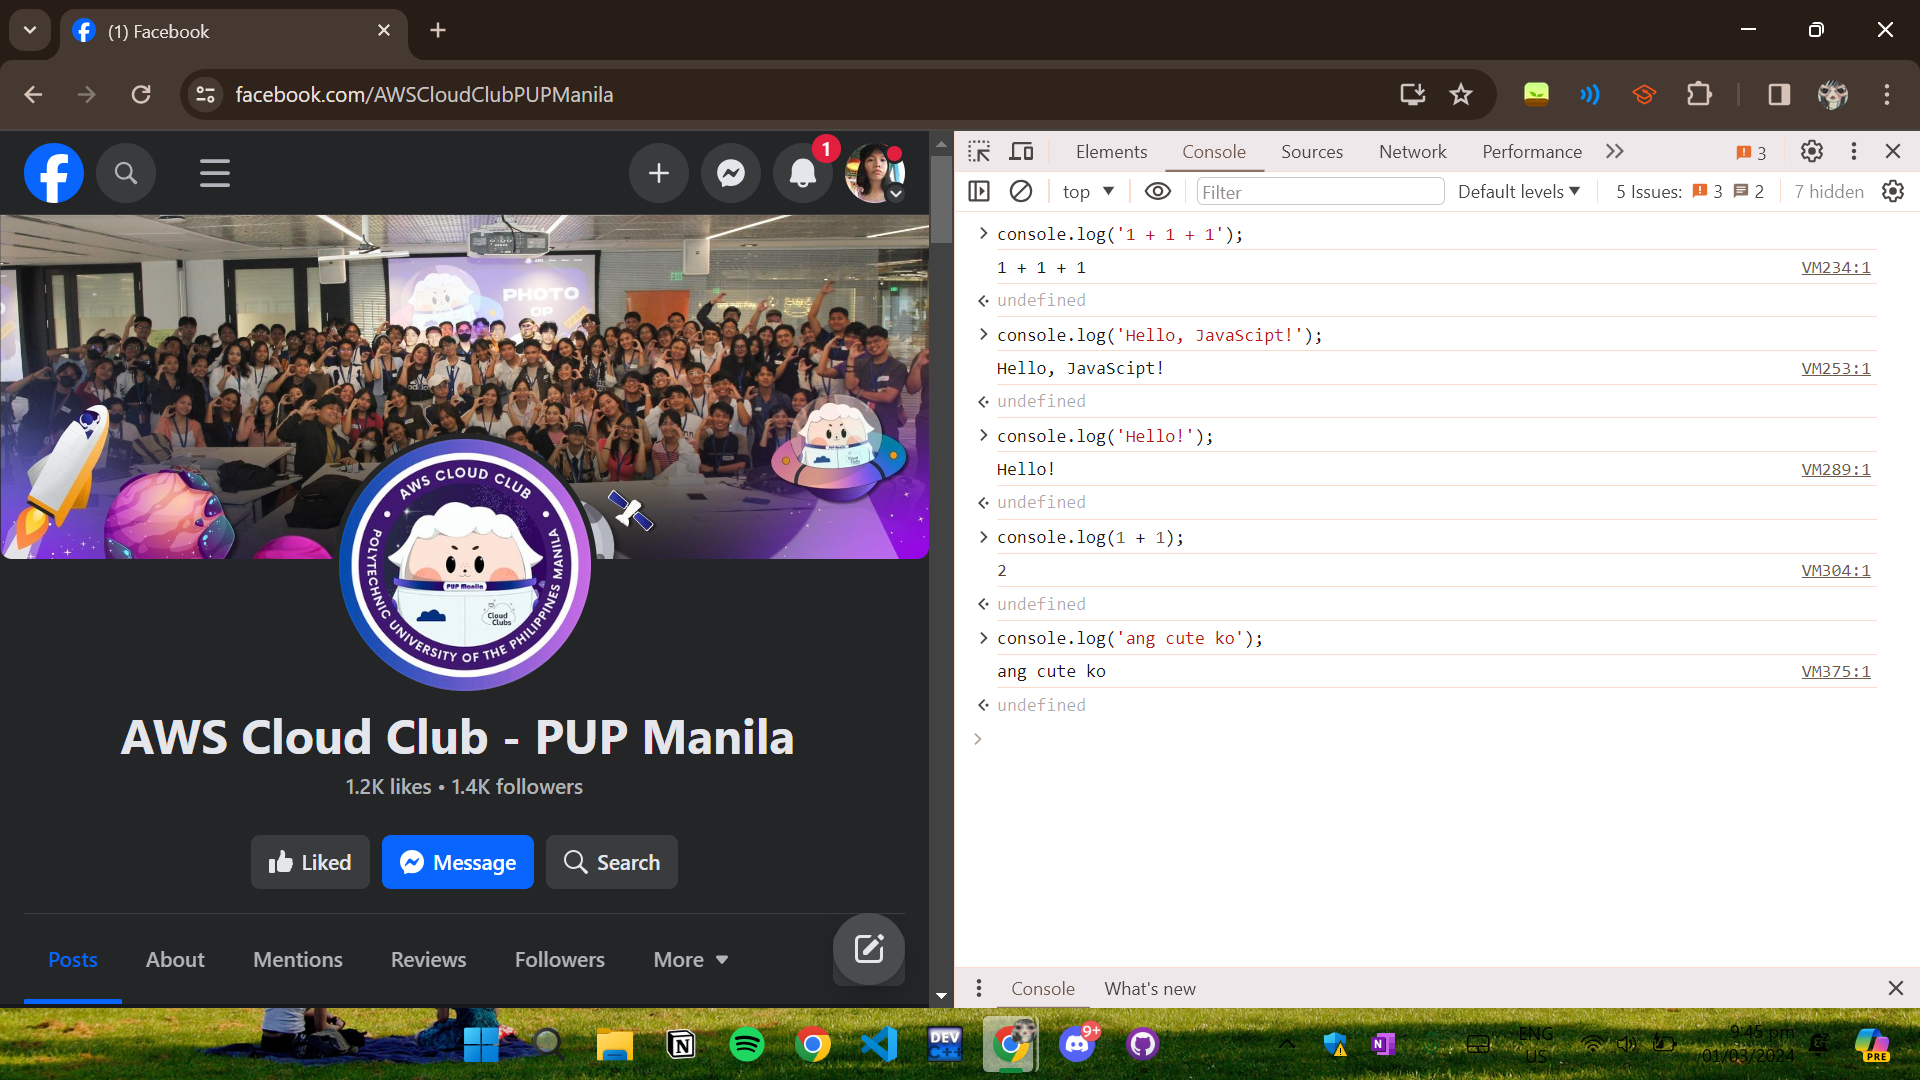 (1) Facebook
facebook.com/AWSCloudClubPUPManila
1
PHOTO
OP
AWS CLOUD CLUB
POLYTECHNIC UNIVERSITY OF THE PHILIPPINES MANILA
PUP Manila
Cloud
Clubs
AWS Cloud Club - PUP Manila
1.2K likes • 1.4K followers
Liked
Message
Search
Posts
About
Mentions
Reviews
Followers
More
Elements
Console
Sources
Network
Performance
3
top
Filter
Default levels
5 Issues:
3
2
7 hidden
console.log('1 + 1 + 1');
1 + 1 + 1
VM234:1
undefined
console.log('Hello, JavaScipt!');
Hello, JavaScipt!
VM253:1
undefined
console.log('Hello!');
Hello!
VM289:1
undefined
console.log(1 + 1);
2
VM304:1
undefined
console.log('ang cute ko');
ang cute ko
VM375:1
undefined
Console
What's new
DEV
C++
9+
ENG
US
9:45 pm
01/03/2024
PRE